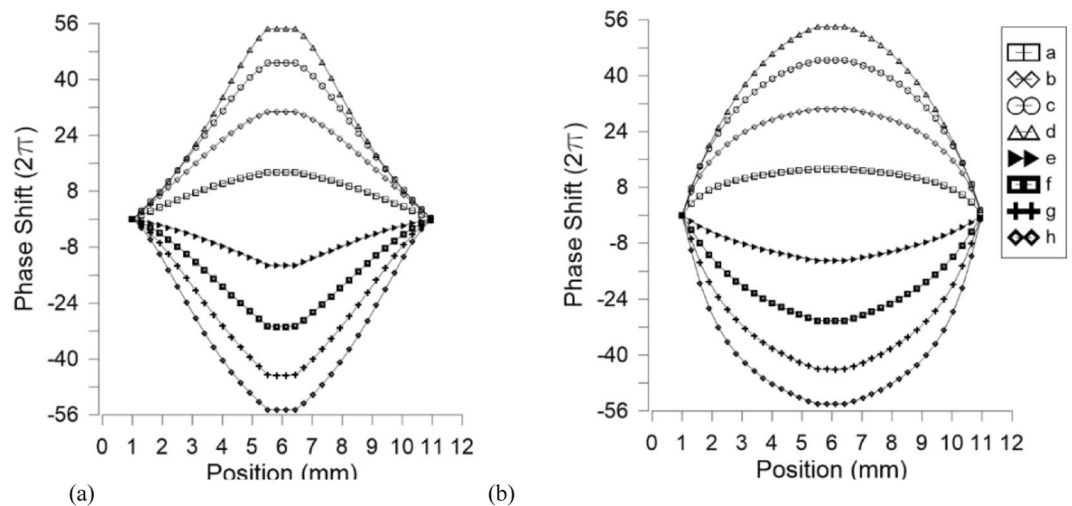 56
40
24
8
-8
-24
-40
-56
Phase Shift (2π)
0 1 2 3 4 5 6 7 8 9 10 11 12
Position (mm)
(a)
56
40
24
8
-8
-24
-40
-56
Phase Shift (2π)
0 1 2 3 4 5 6 7 8 9 10 11 12
Position (mm)
(b)
a
b
c
d
e
f
g
h